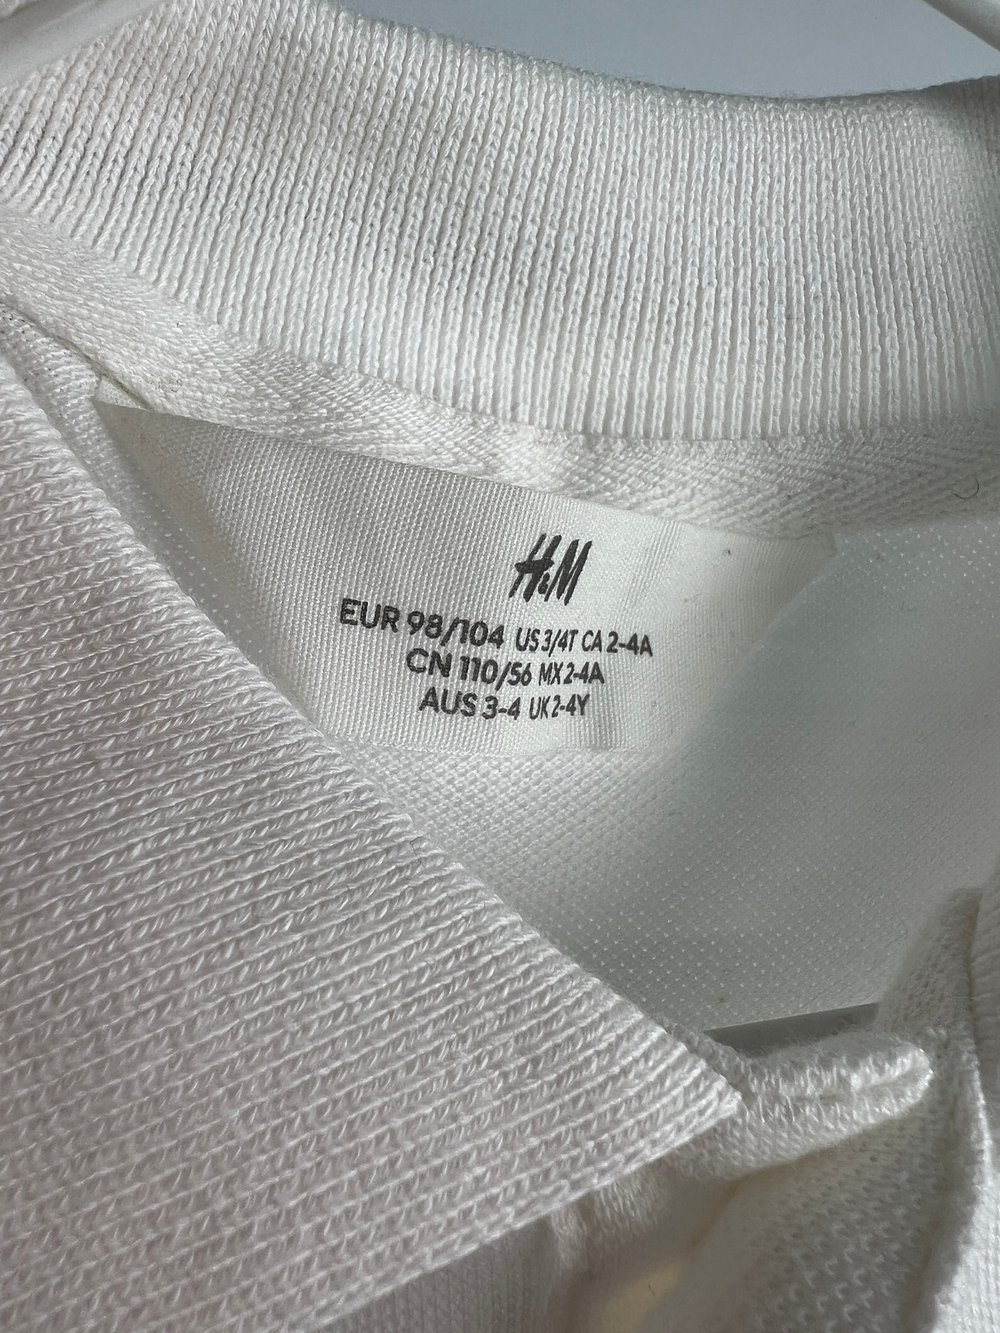 H&M
EUR 98/104 US 3/4T CA 2-4A
CN 110/56 MX 2-4A
AUS 3-4 UK 2-4Y